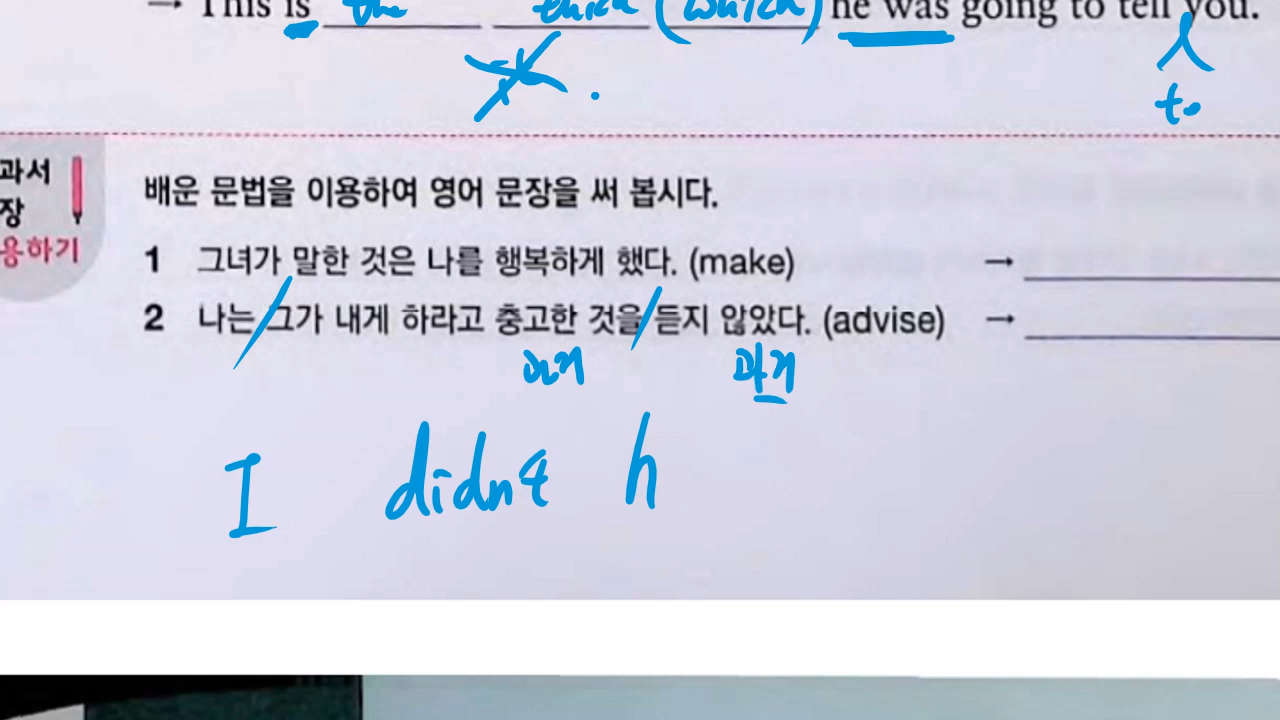 → This is the thing (which) he was going to tell you.
to
과서
장
용하기
배운 문법을 이용하여 영어 문장을 써 봅시다.
1 그녀가 말한 것은 나를 행복하게 했다. (make) →
2 나는 그가 내게 하라고 충고한 것을 듣지 않았다. (advise) →
과거 과거
I didn't h